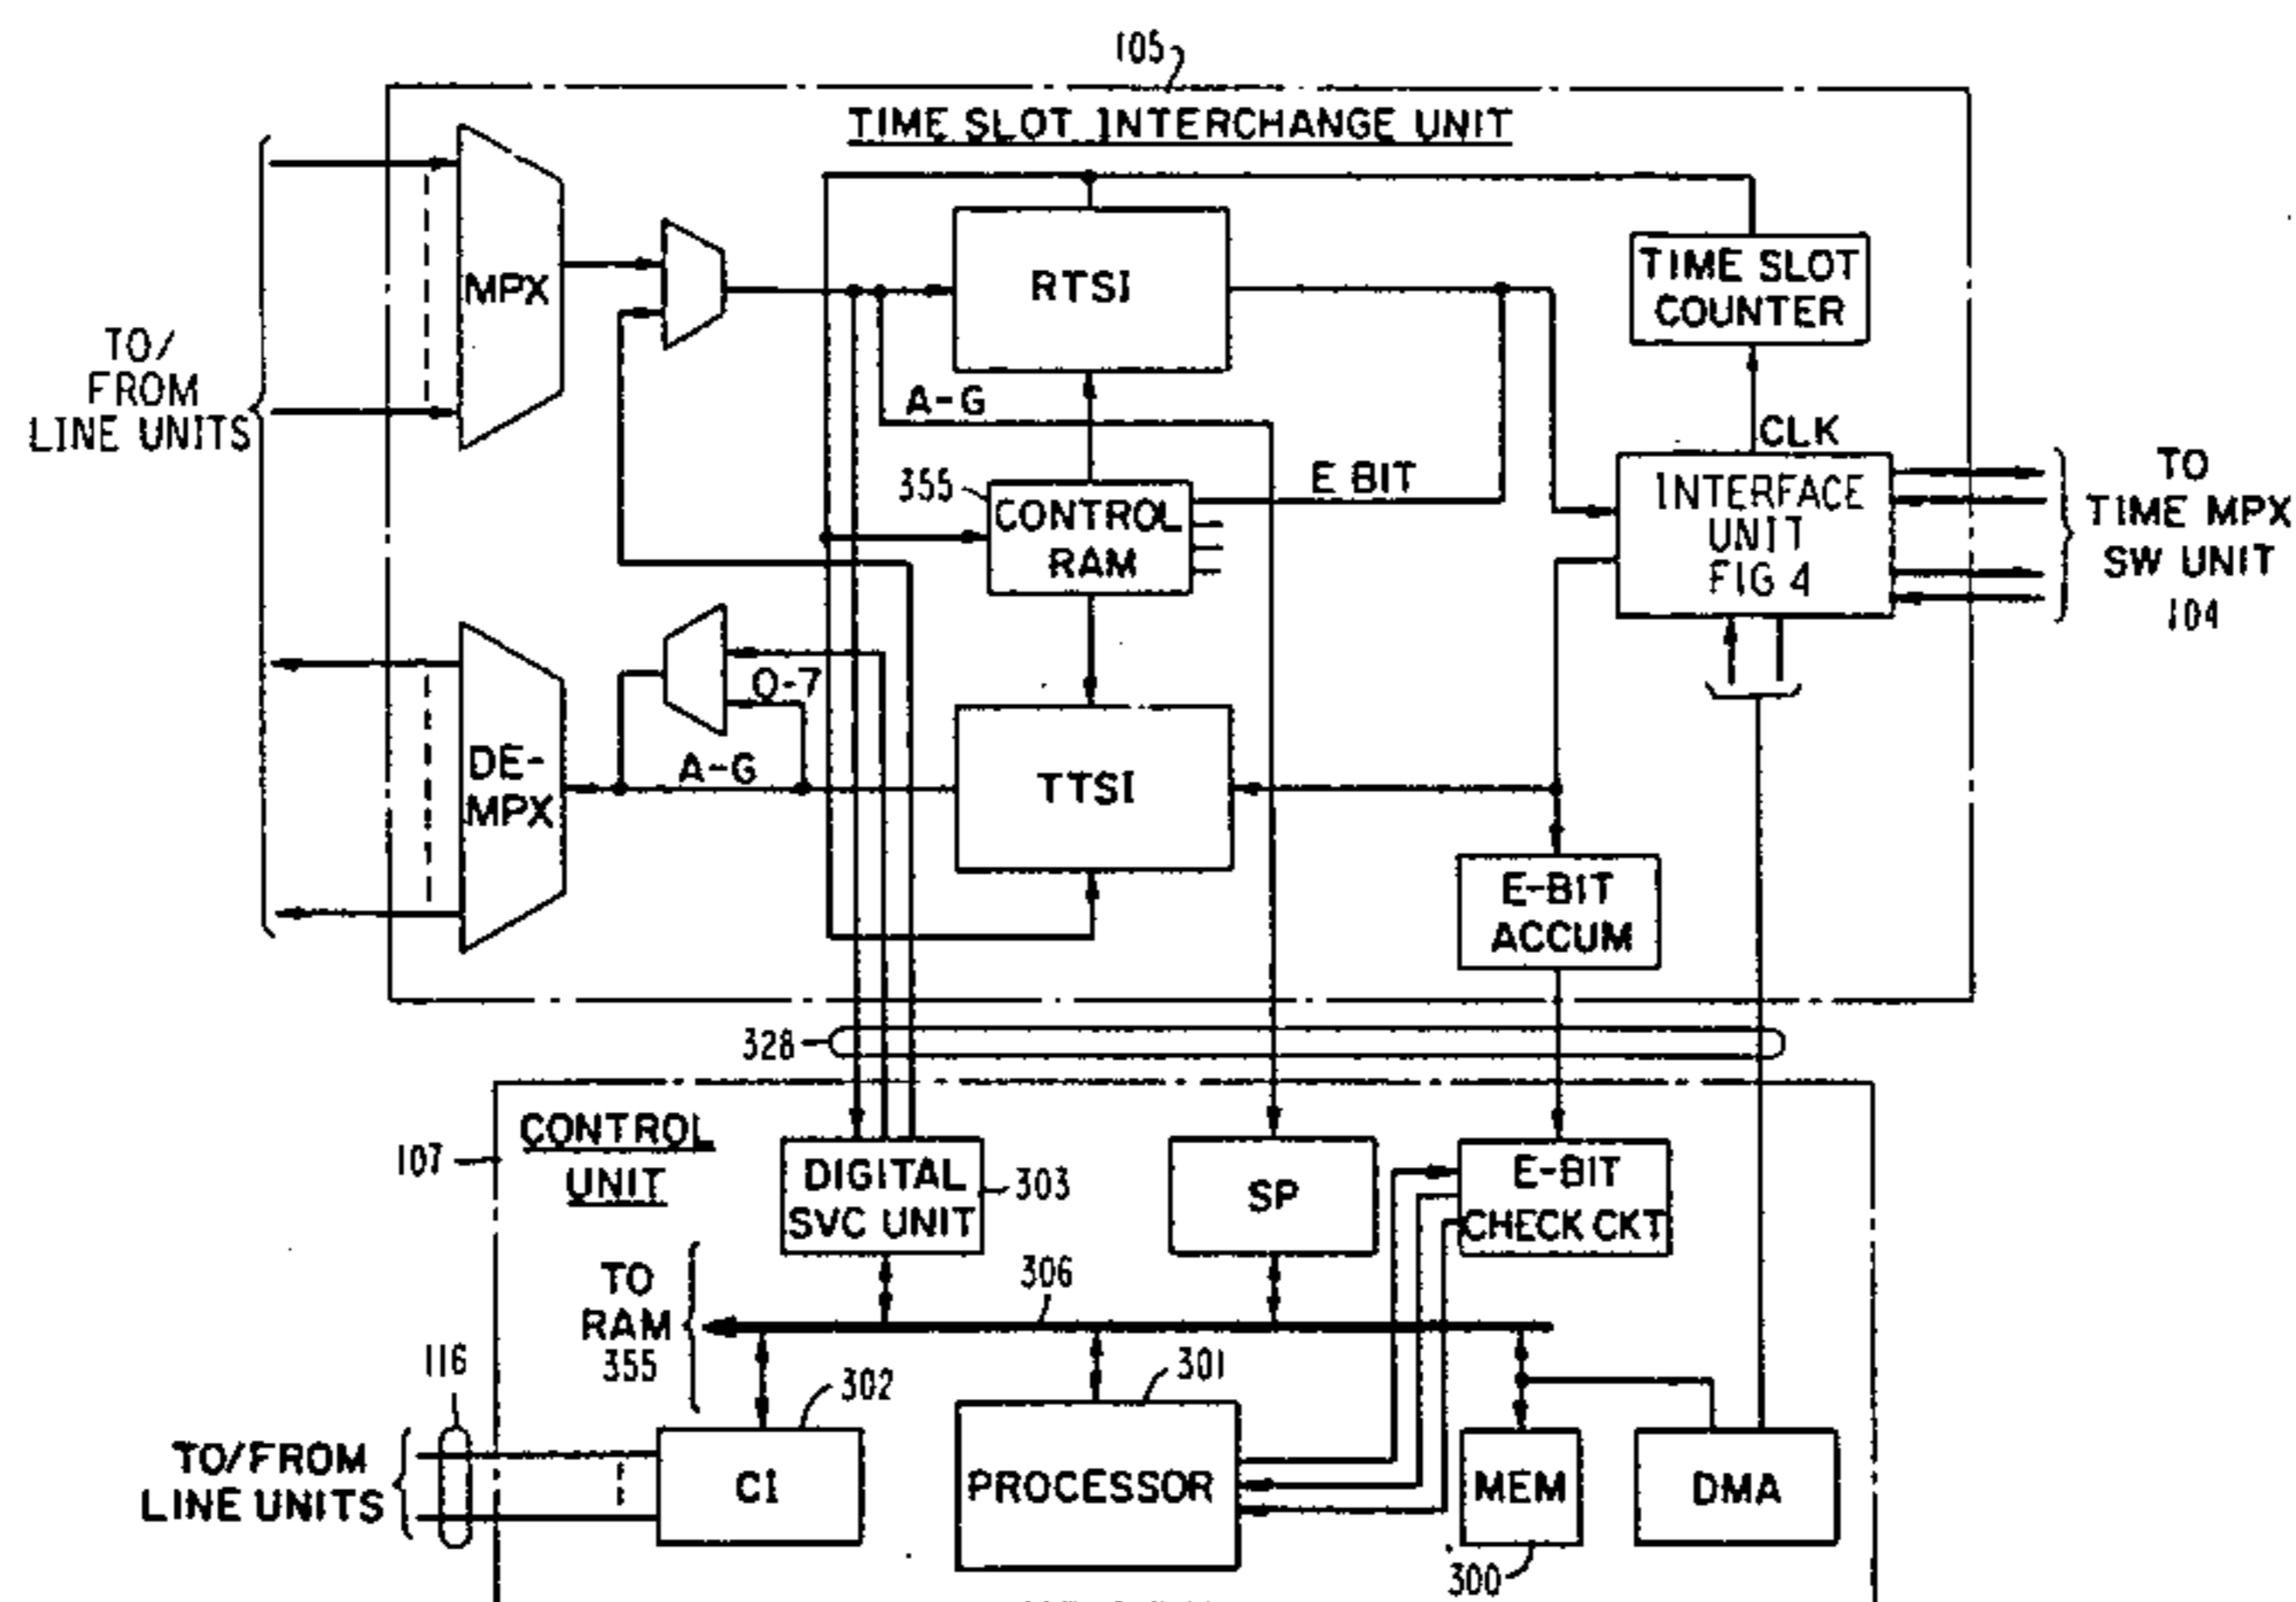 105
TIME SLOT INTERCHANGE UNIT
MPX
RTSI
TIME SLOT
COUNTER
TO/
FROM
LINE UNITS
A-G
CLK
355
CONTROL
RAM
E BIT
INTERFACE
UNIT
FIG 4
TO
TIME MPX
SW UNIT
104
0-7
DE-
MPX
A-G
TTSI
E-BIT
ACCUM
328
CONTROL
UNIT
107
DIGITAL
SVC UNIT
303
SP
E-BIT
CHECK CKT
TO
RAM
355
306
116
302
301
TO/FROM
LINE UNITS
CI
PROCESSOR
MEM
DMA
300